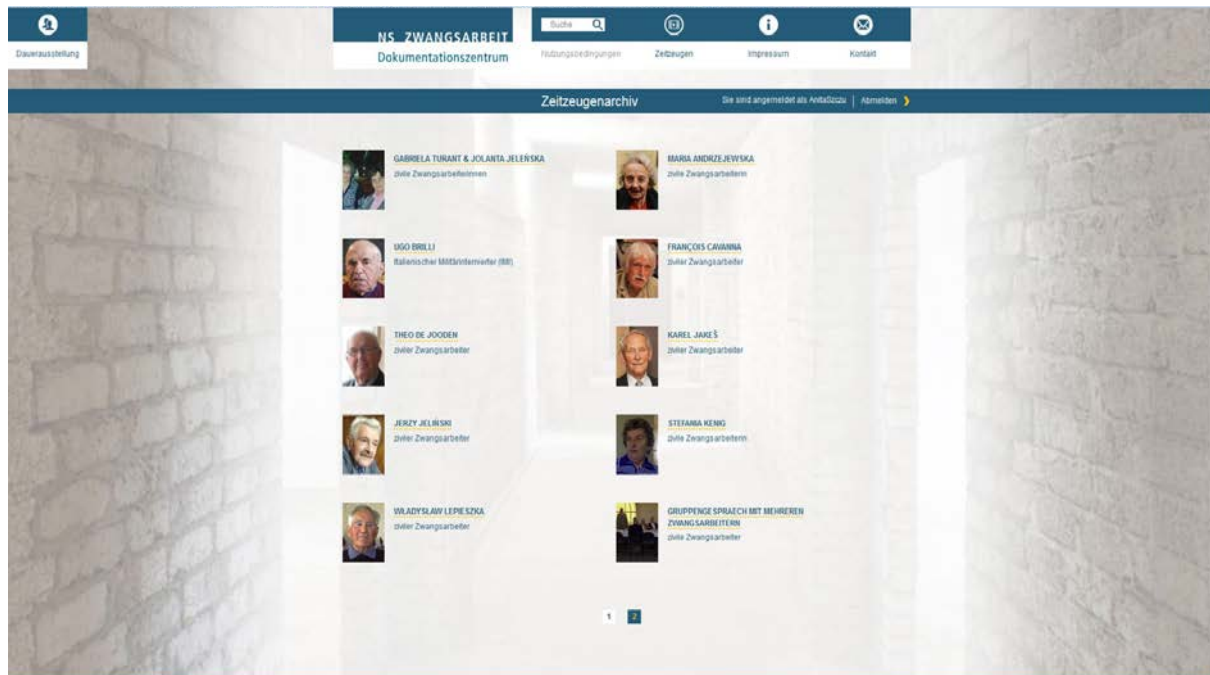 Dauerausstellung
NS ZWANGSARBEIT
Dokumentationszentrum
Suche
Nutzungsbedingungen
Zeitzeugen
Impressum
Kontakt
Zeitzeugenarchiv
Sie sind angemeldet als AnitaSzczu | Abmelden
GABRIELA TURANT & JOLANTA JELEŃSKA
zivile Zwangsarbeiterinnen
MARIA ANDRZEJEWSKA
zivile Zwangsarbeiterin
UGO BRILLI
Italienischer Militärinternierter (IMI)
FRANÇOIS CAVANNA
ziviler Zwangsarbeiter
THEO DE JOODEN
ziviler Zwangsarbeiter
KAREL JAKEŠ
ziviler Zwangsarbeiter
JERZY JELIŃSKI
ziviler Zwangsarbeiter
STEFANIA KENIG
zivile Zwangsarbeiterin
WŁADYSŁAW LEPIESZKA
ziviler Zwangsarbeiter
GRUPPENGESPRAECH MIT MEHREREN
ZWANGSARBEITERN
zivile Zwangsarbeiter
1 2